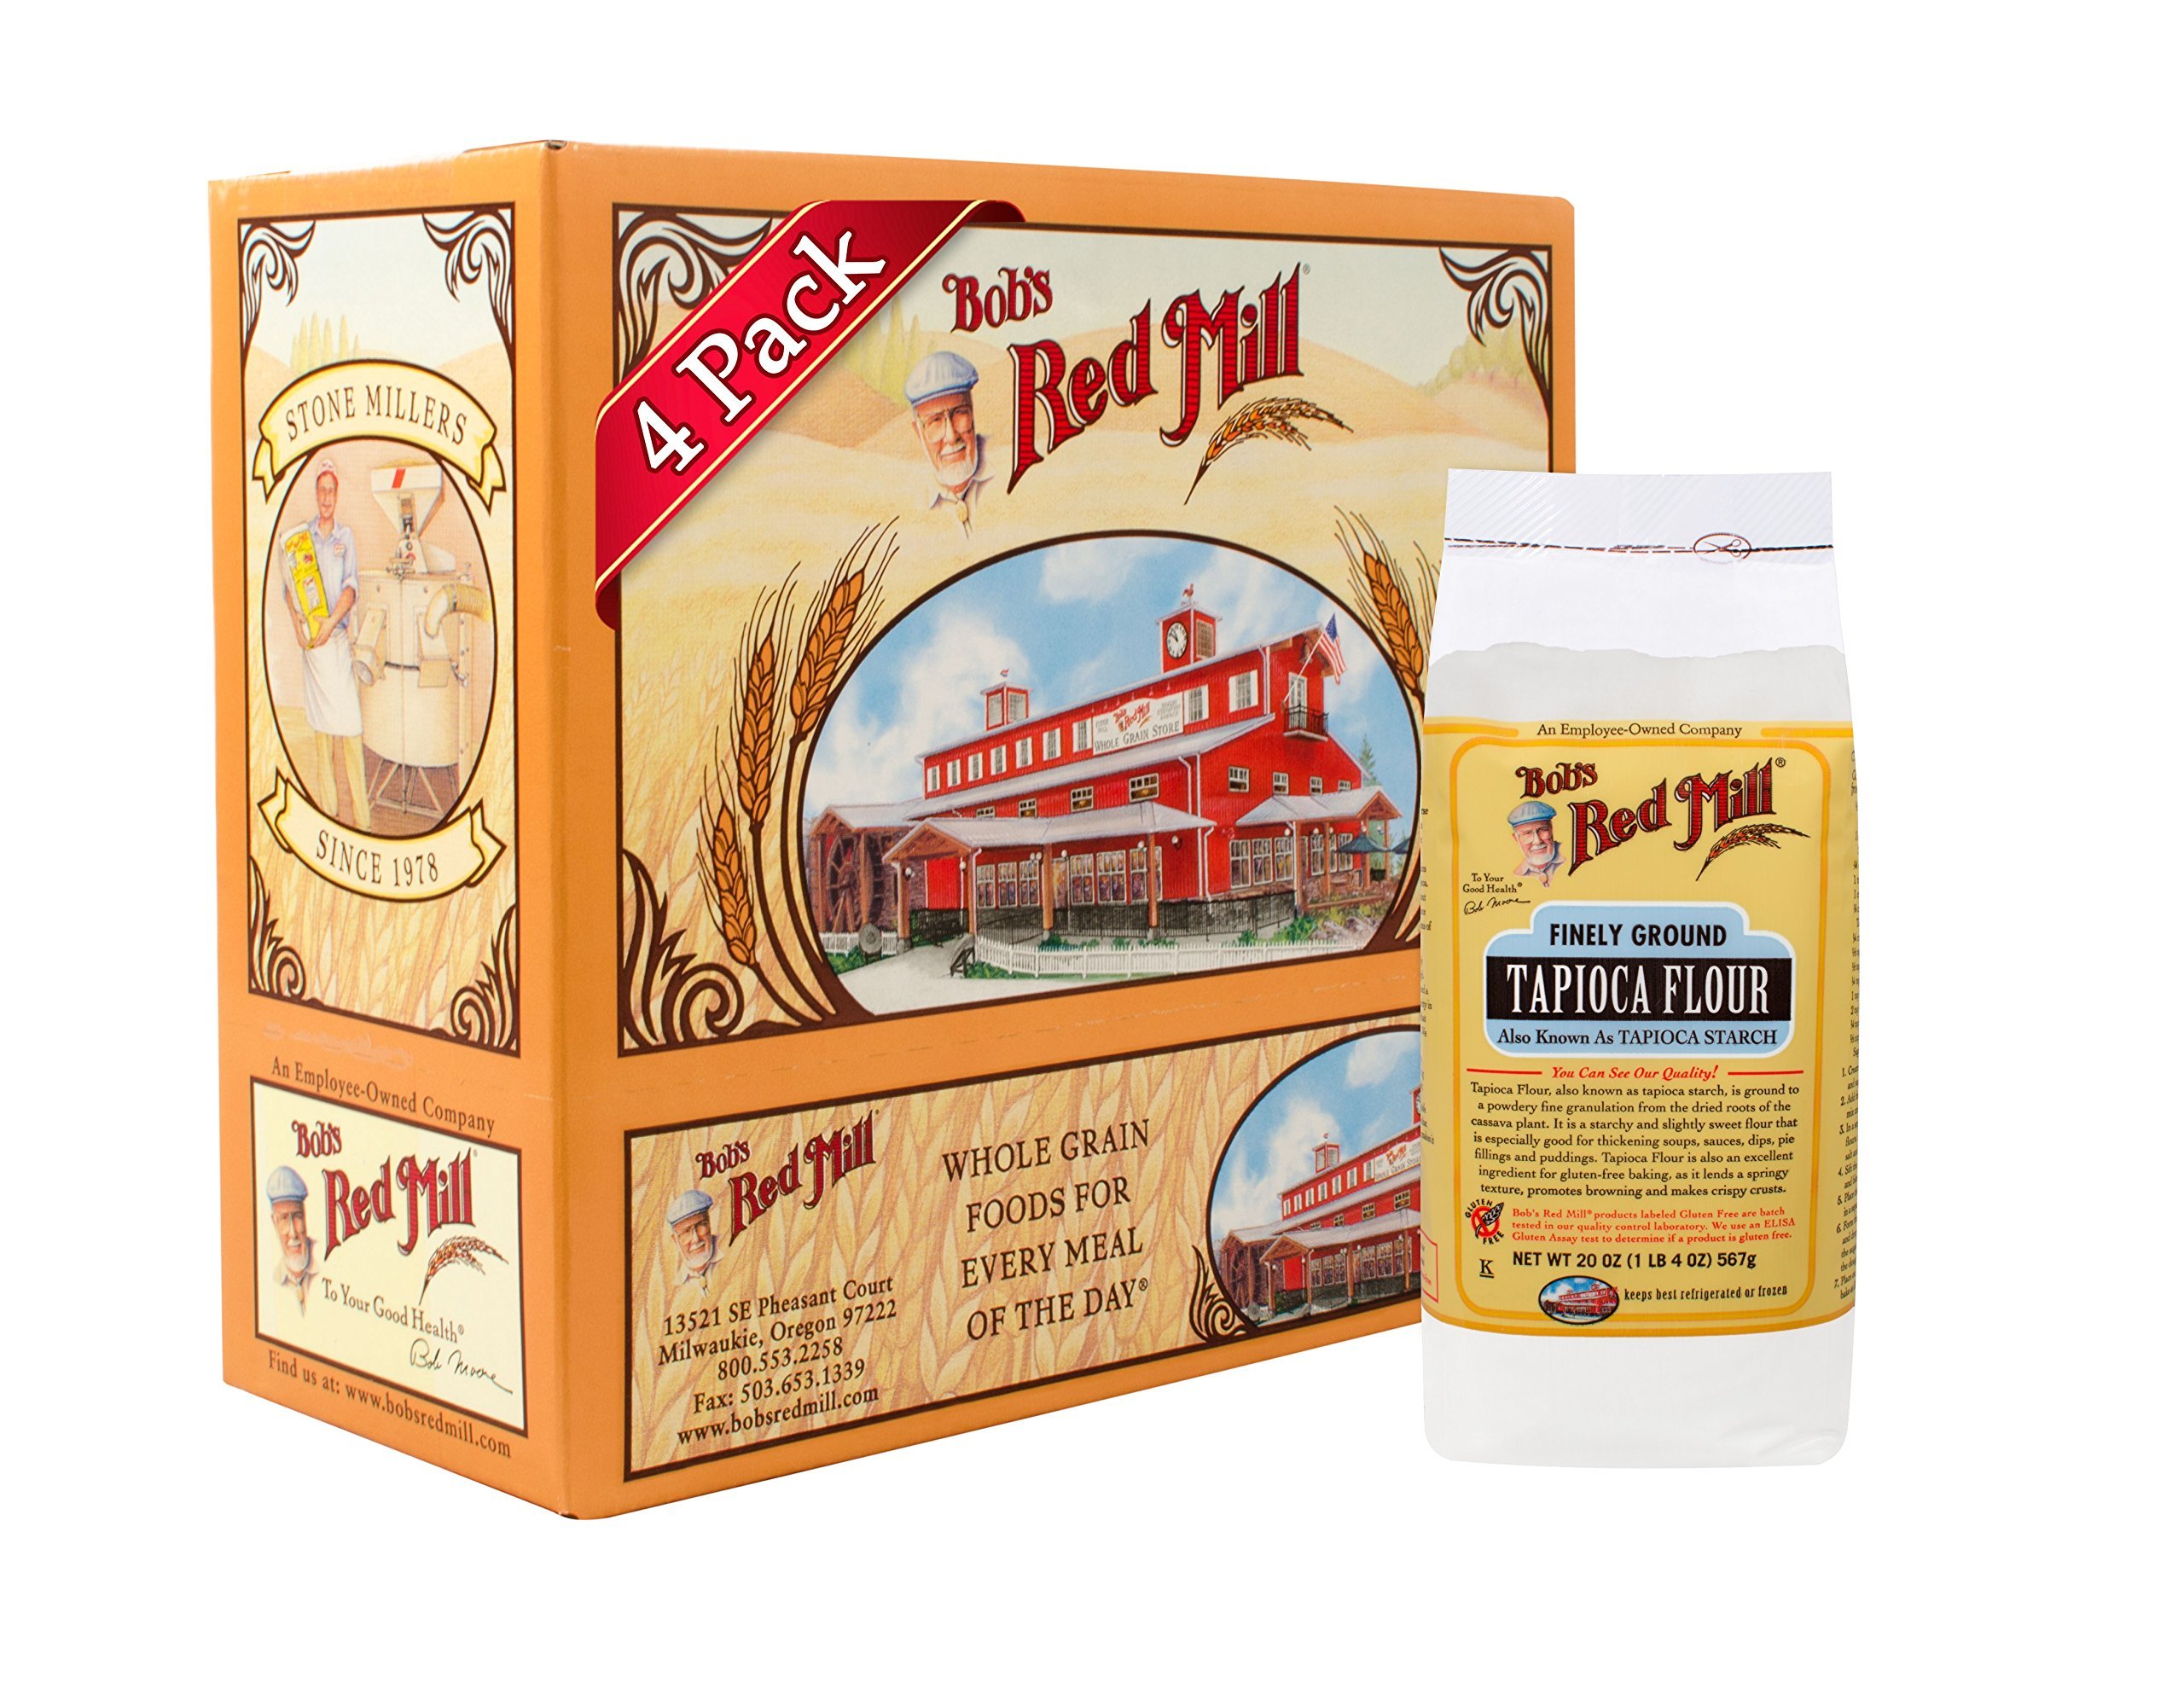 STONE MILLERS
SINCE 1978
An Employee-Owned Company
Bob's
Red Mill
To Your Good Health®
Bob Moore
Find us at: www.bobsredmill.com
4 Pack
Bob's
Red Mill®
Bob's Red Mill
WHOLE GRAIN STORE
Bob's
Red Mill
13521 SE Pheasant Court
Milwaukie, Oregon 97222
800.553.2258
Fax: 503.653.1339
www.bobsredmill.com
WHOLE GRAIN
FOODS FOR
EVERY MEAL
OF THE DAY®
An Employee-Owned Company
Bob's
Red Mill®
To Your
Good Health®
Bob Moore
FINELY GROUND
TAPIOCA FLOUR
Also Known As TAPIOCA STARCH
You Can See Our Quality!
Tapioca Flour, also known as tapioca starch, is ground to
a powdery fine granulation from the dried roots of the
cassava plant. It is a starchy and slightly sweet flour that
is especially good for thickening soups, sauces, dips, pie
fillings and puddings. Tapioca Flour is also an excellent
ingredient for gluten-free baking, as it lends a springy
texture, promotes browning and makes crispy crusts.
GLUTEN FREE
Bob's Red Mill® products labeled Gluten Free are batch
tested in our quality control laboratory. We use an ELISA
Gluten Assay test to determine if a product is gluten free.
K
NET WT 20 OZ (1 LB 4 OZ) 567g
keeps best refrigerated or frozen